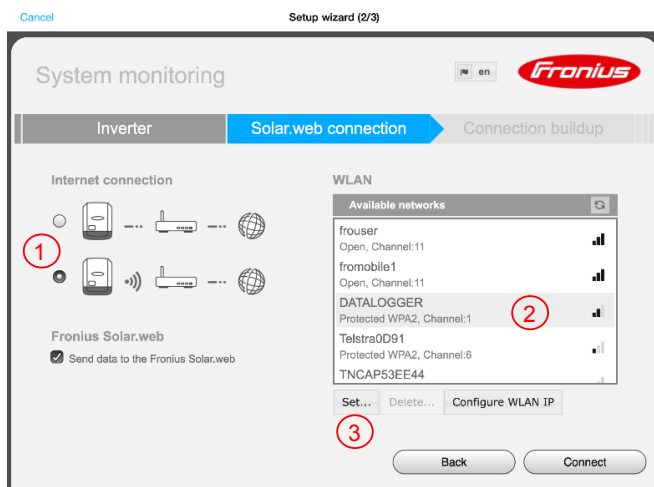 Cancel
Setup wizard (2/3)
System monitoring
en
Fronius
Inverter
Solar.web connection
Connection buildup
Internet connection
1
Fronius Solar.web
Send data to the Fronius Solar.web
WLAN
Available networks
frouser
Open, Channel:11
fromobile1
Open, Channel:11
DATALOGGER
Protected WPA2, Channel:1
2
Telstra0D91
Protected WPA2, Channel:6
TNCAP53EE44
Set...
Delete...
Configure WLAN IP
3
Back
Connect